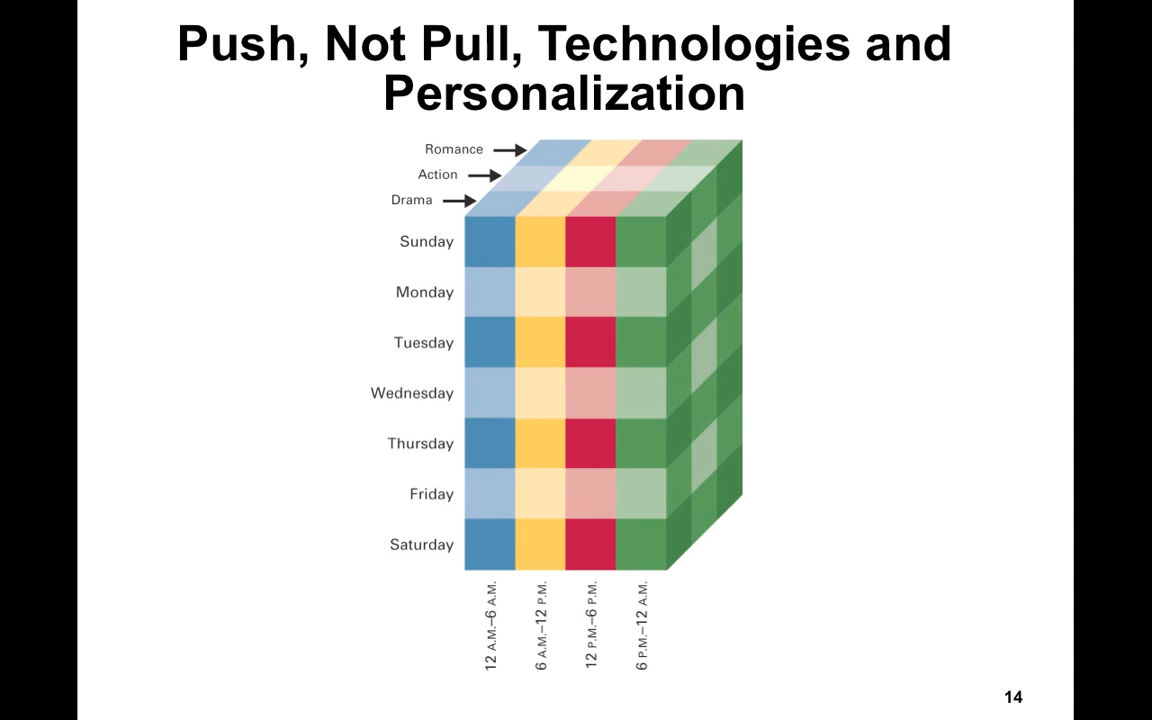 Push, Not Pull, Technologies and
Personalization
Romance
Action
Drama
Sunday
Monday
Tuesday
Wednesday
Thursday
Friday
Saturday
12 A.M.–6 A.M.
6 A.M.–12 P.M.
12 P.M.–6 P.M.
6 P.M.–12 A.M.
14